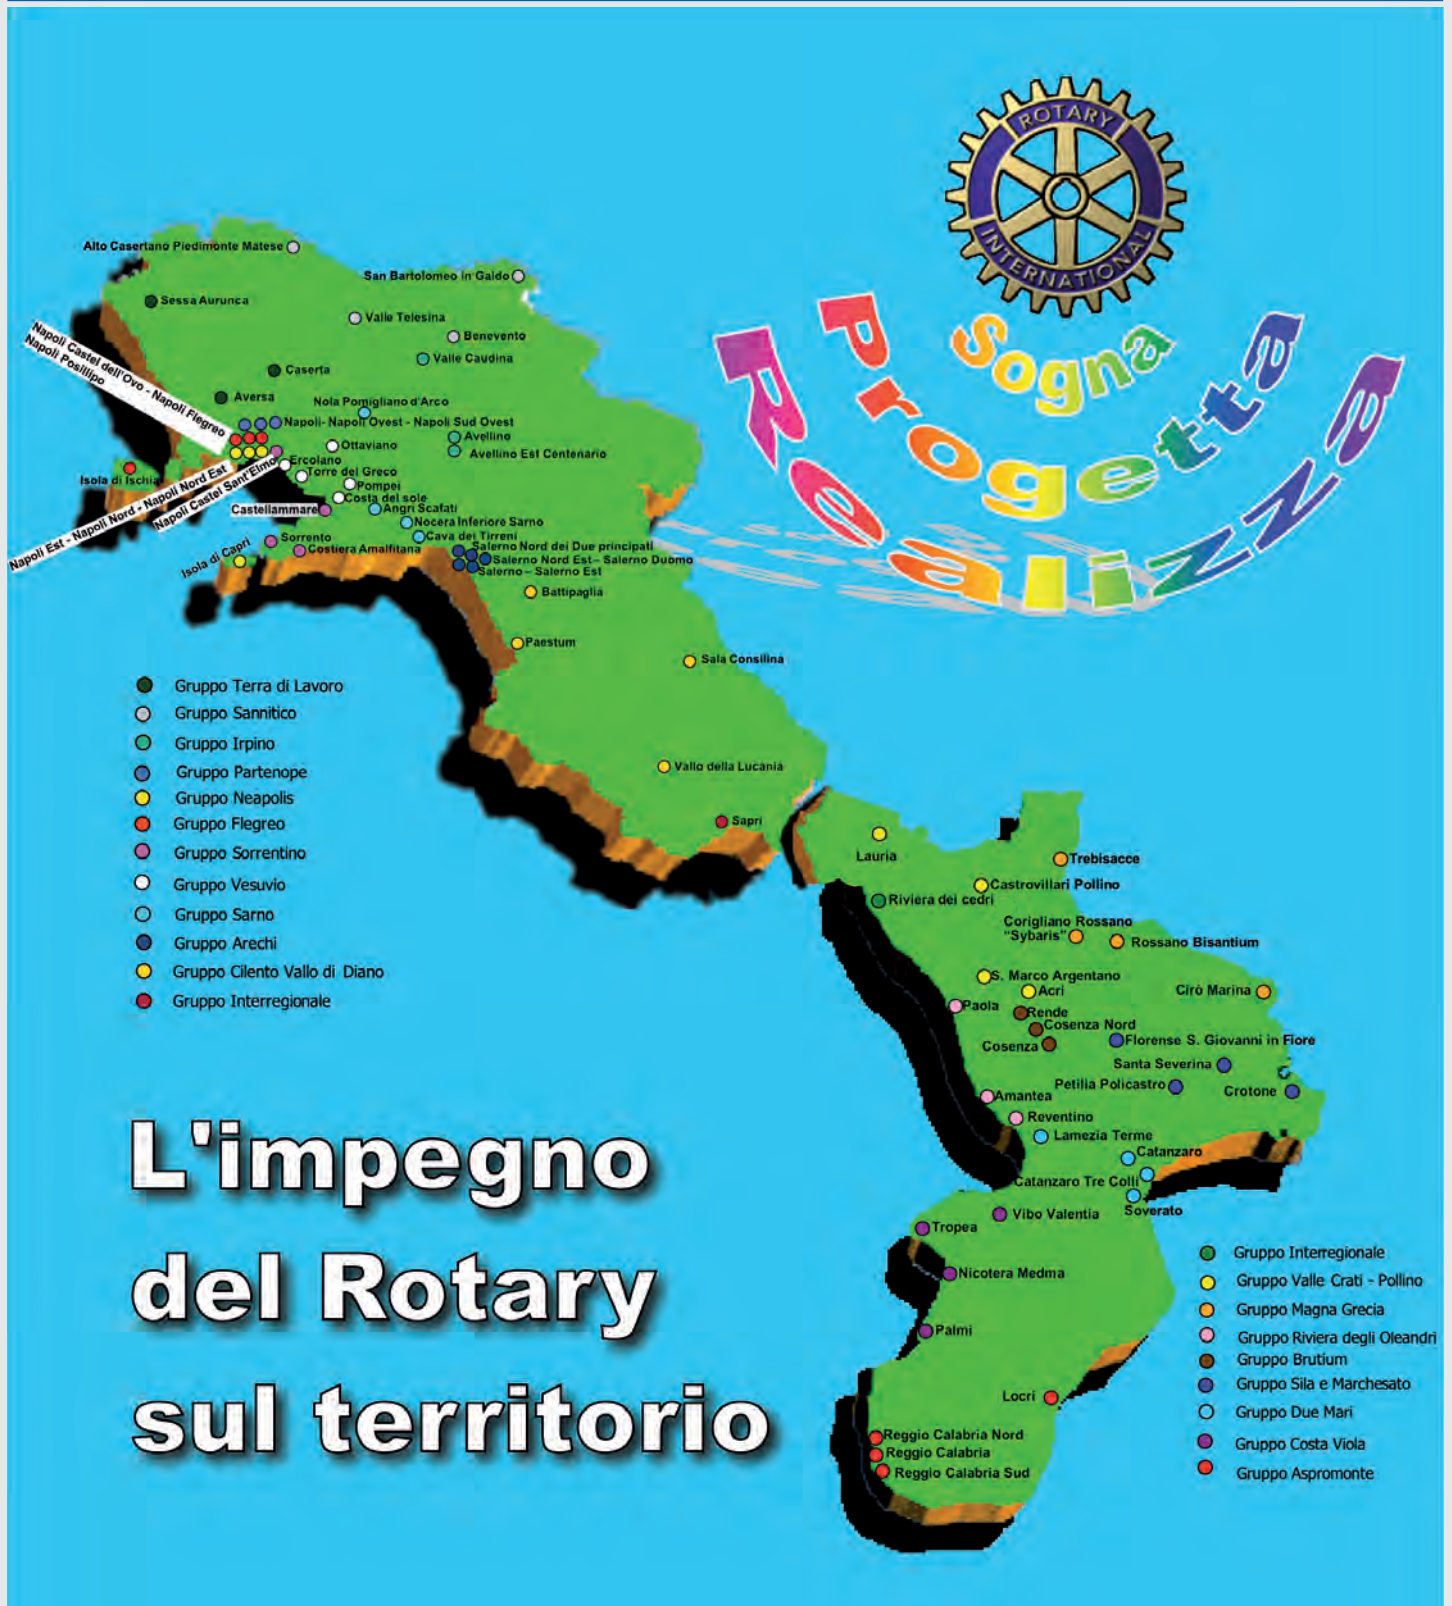 ROTARY
INTERNATIONAL
Sogna
Progetta
Realizza
Alto Casertano Piedimonte Matese
San Bartolomeo in Galdo
Sessa Aurunca
Valle Telesina
Benevento
Valle Caudina
Napoli Castel dell'Ovo - Napoli Flegreo
Napoli Posillipo
Caserta
Aversa
Nola Pomigliano d'Arco
Napoli- Napoli Ovest - Napoli Sud Ovest
Avellino
Ottaviano
Avellino Est Centenario
Ercolano
Isola di Ischia
Torre del Greco
Pompei
Costa del sole
Napoli Est - Napoli Nord - Napoli Nord Est
Napoli Castel Sant'Elmo
Castellammare
Angri Scafati
Nocera Inferiore Sarno
Cava dei Tirreni
Sorrento
Costiera Amalfitana
Isola di Capri
Salerno Nord dei Due principati
Salerno Nord Est– Salerno Duomo
Salerno – Salerno Est
Battipaglia
Paestum
Sala Consilina
Vallo della Lucania
Sapri
Gruppo Terra di Lavoro
Gruppo Sannitico
Gruppo Irpino
Gruppo Partenope
Gruppo Neapolis
Gruppo Flegreo
Gruppo Sorrentino
Gruppo Vesuvio
Gruppo Sarno
Gruppo Arechi
Gruppo Cilento Vallo di Diano
Gruppo Interregionale
Lauria
Trebisacce
Castrovillari Pollino
Riviera dei cedri
Corigliano Rossano
"Sybaris"
Rossano Bisantium
S. Marco Argentano
Acri
Cirò Marina
Paola
Rende
Cosenza Nord
Cosenza
Florense S. Giovanni in Fiore
Santa Severina
Petilia Policastro
Crotone
Amantea
Reventino
Lamezia Terme
Catanzaro
Catanzaro Tre Colli
Soverato
Vibo Valentia
Tropea
Nicotera Medma
Palmi
Locri
Reggio Calabria Nord
Reggio Calabria
Reggio Calabria Sud
L'impegno
del Rotary
sul territorio
Gruppo Interregionale
Gruppo Valle Crati - Pollino
Gruppo Magna Grecia
Gruppo Riviera degli Oleandri
Gruppo Brutium
Gruppo Sila e Marchesato
Gruppo Due Mari
Gruppo Costa Viola
Gruppo Aspromonte